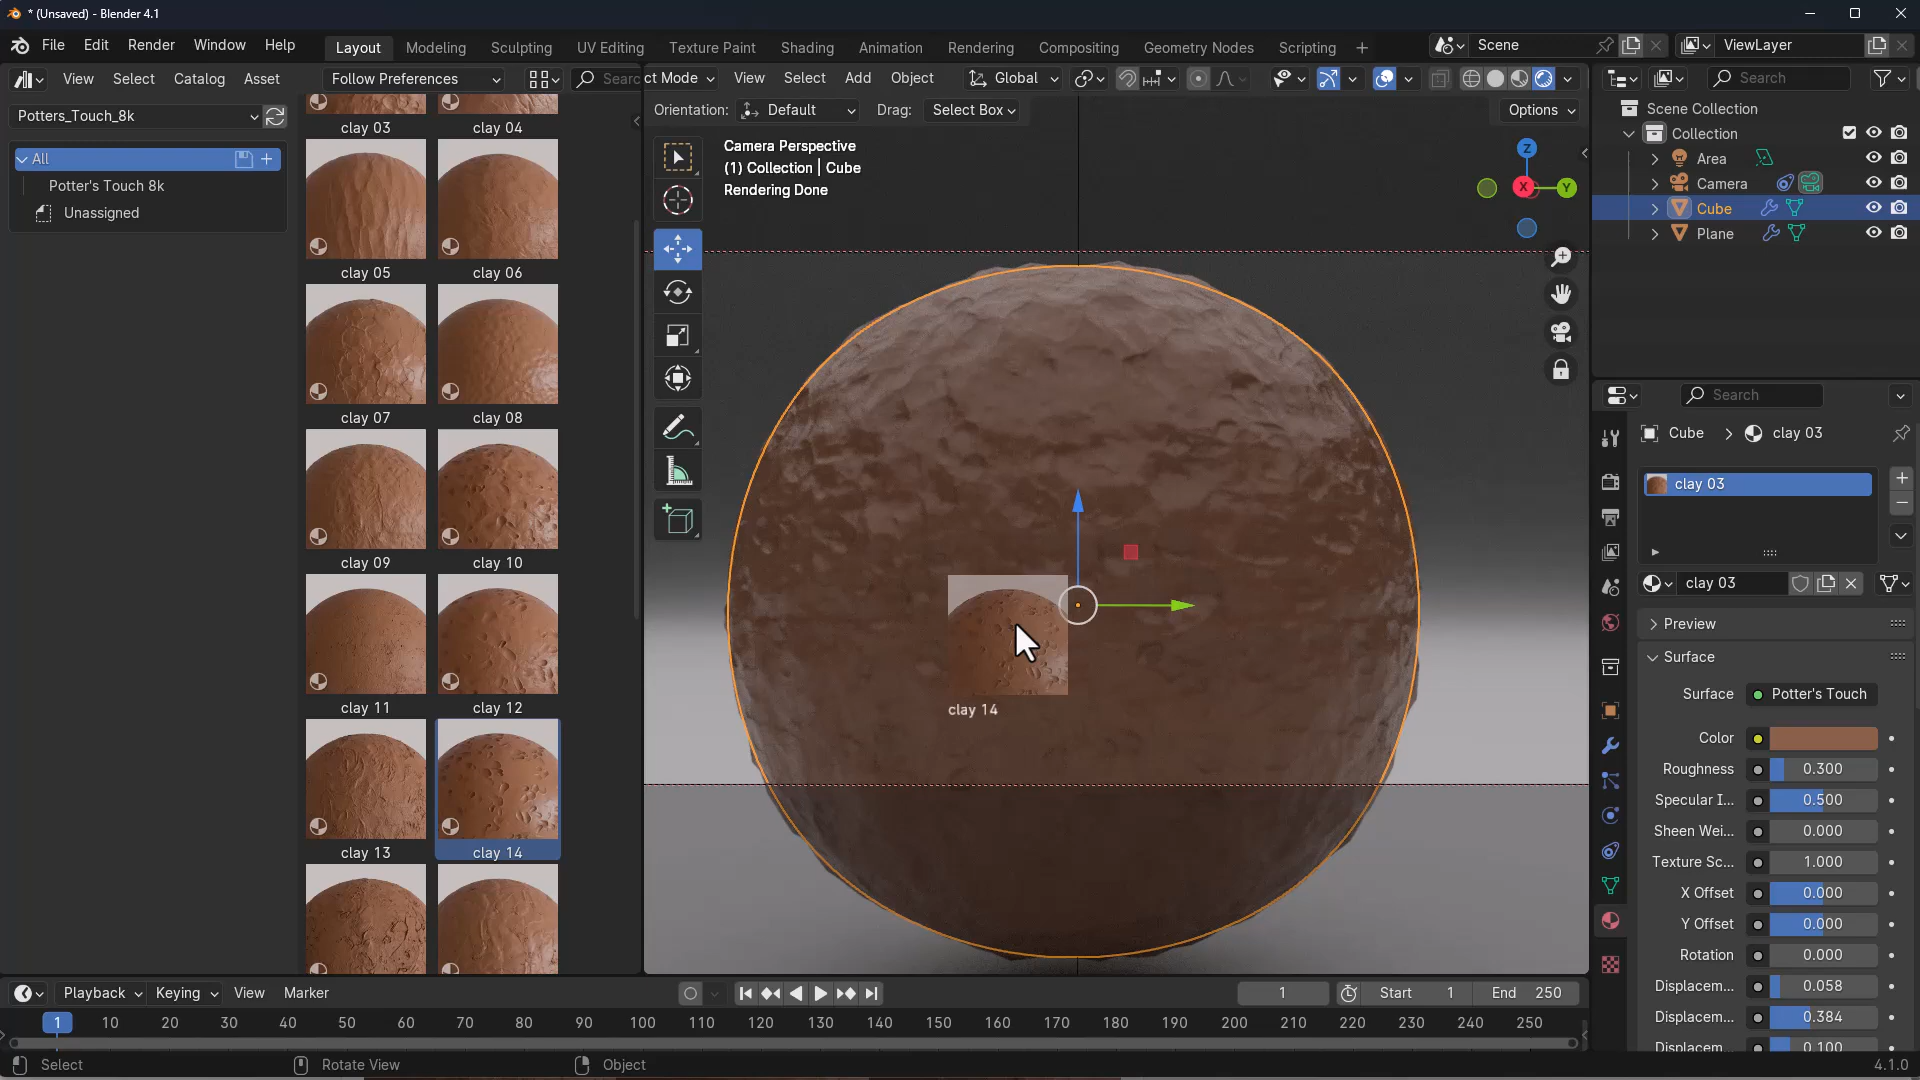 * (Unsaved) - Blender 4.1
File Edit Render Window Help
Layout Modeling Sculpting UV Editing Texture Paint Shading Animation Rendering Compositing Geometry Nodes Scripting +
Scene
ViewLayer
View Select Catalog Asset
Follow Preferences
Searc
ct Mode
View Select Add Object
Global
Search
Potters_Touch_8k
Orientation: Default
Drag: Select Box
Options
All
Potter's Touch 8k
Unassigned
clay 03
clay 04
clay 05
clay 06
clay 07
clay 08
clay 09
clay 10
clay 11
clay 12
clay 13
clay 14
Camera Perspective
(1) Collection | Cube
Rendering Done
Z
X
Y
clay 14
Scene Collection
Collection
Area
Camera
Cube
Plane
Search
Cube > clay 03
clay 03
clay 03
Preview
Surface
Surface Potter's Touch
Color
Roughness 0.300
Specular I... 0.500
Sheen Wei... 0.000
Texture Sc... 1.000
X Offset 0.000
Y Offset 0.000
Rotation 0.000
Displacem... 0.058
Displacem... 0.384
Displacem... 0.100
Playback Keying View Marker
1
Start 1
End 250
1 10 20 30 40 50 60 70 80 90 100 110 120 130 140 150 160 170 180 190 200 210 220 230 240 250
Select
Rotate View
Object
4.1.0